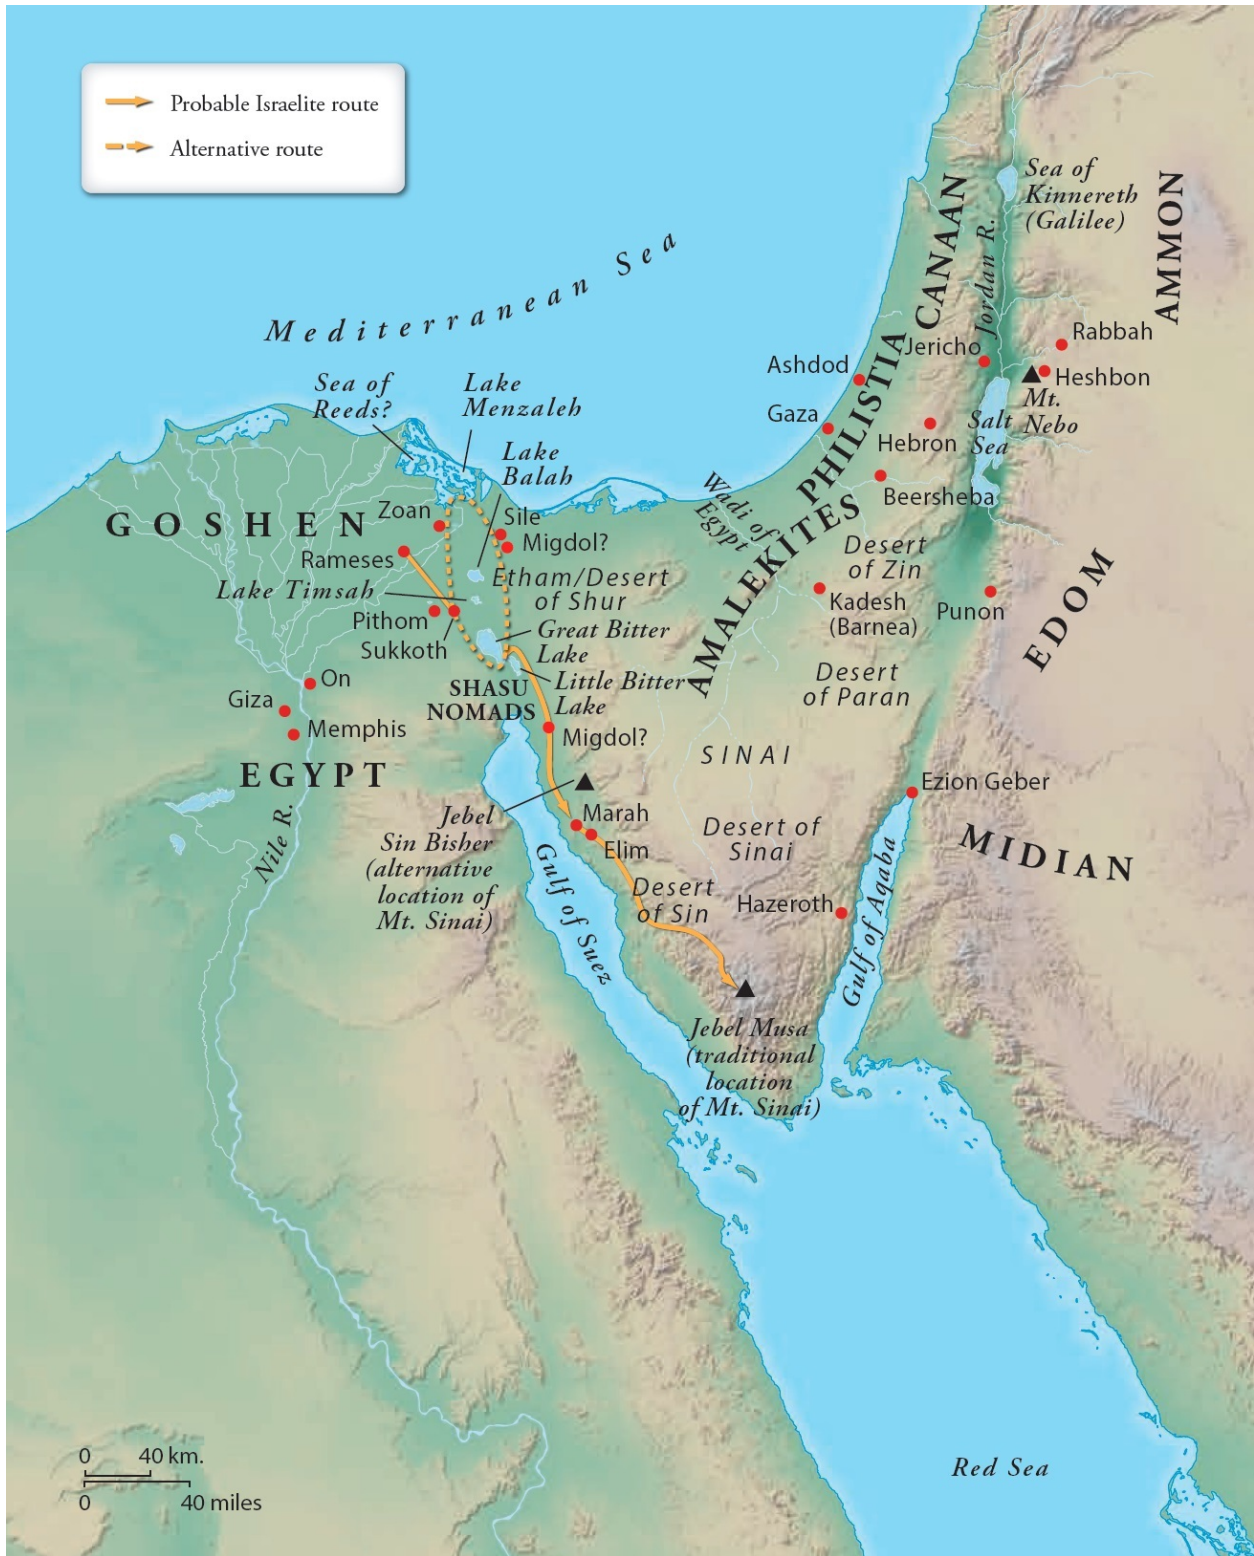 Probable Israelite route
Alternative route
Mediterranean Sea
Sea of
Kinnereth
(Galilee)
CANAAN
Jordan R.
AMMON
Rabbah
Jericho
Heshbon
Mt.
Nebo
Ashdod
PHILISTIA
Gaza
Hebron
Salt
Sea
Beersheba
Sea of
Reeds?
Lake
Menzaleh
Lake
Balah
Wadi of
Egypt
AMALEKITES
GOSHEN
Zoan
Sile
Migdol?
Rameses
Lake Timsah
Etham/Desert
of Shur
Desert
of Zin
Kadesh
(Barnea)
Punon
EDOM
Pithom
Sukkoth
Great Bitter
Lake
Little Bitter
Lake
Desert
of Paran
On
Giza
Memphis
SHASU
NOMADS
Migdol?
EGYPT
Nile R.
SINAI
Ezion Geber
Jebel
Sin Bisher
(alternative
location of
Mt. Sinai)
Marah
Elim
Desert of
Sinai
MIDIAN
Gulf of Suez
Desert
of Sin
Hazeroth
Gulf of Aqaba
Jebel Musa
(traditional
location
of Mt. Sinai)
Red Sea
0 40 km.
0 40 miles